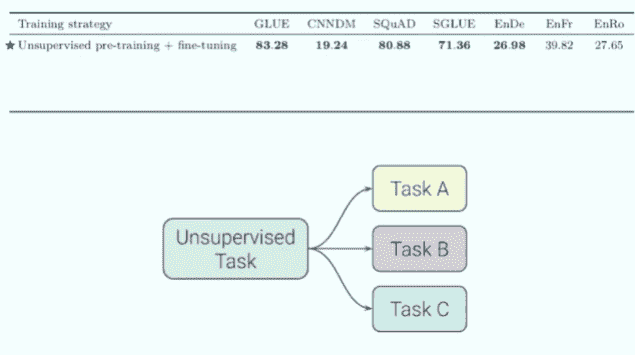 Training strategy GLUE CNNDM SQuAD SGLUE EnDe EnFr EnRo
★ Unsupervised pre-training + fine-tuning 83.28 19.24 80.88 71.36 26.98 39.82 27.65
Unsupervised
Task
Task A
Task B
Task C